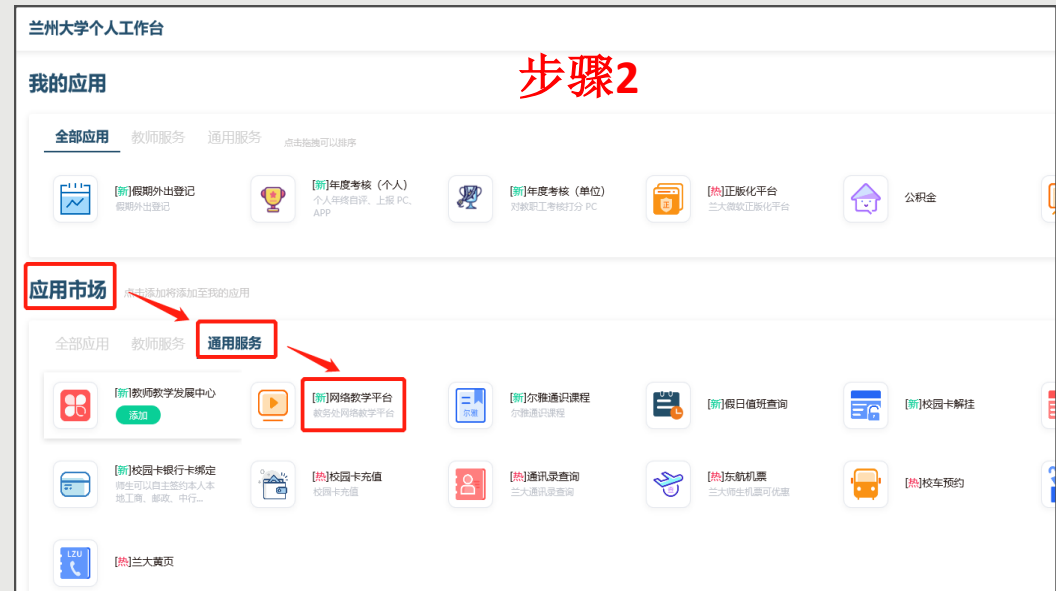 兰州大学个人工作台
步骤2
我的应用
全部应用 教师服务 通用服务 点击拖拽可以排序
[新]假期外出登记
假期外出登记
[新]年度考核（个人）
个人年终自评、上报 PC、
APP
[新]年度考核（单位）
对教职工考核打分 PC
[热]正版化平台
兰大微软正版化平台
公积金
应用市场 点击添加将添加至我的应用
全部应用 教师服务 通用服务
[新]教师教学发展中心
添加
[新]网络教学平台
教务处网络教学平台
[新]尔雅通识课程
尔雅通识课程
尔雅
[新]假日值班查询
[新]校园卡解挂
[新]校园卡银行卡绑定
师生可以自主签约本人本
地工商、邮政、中行...
[热]校园卡充值
校园卡充值
[热]通讯录查询
兰大通讯录查询
[热]东航机票
兰大师生机票可优惠
[热]校车预约
LZU
[热]兰大黄页